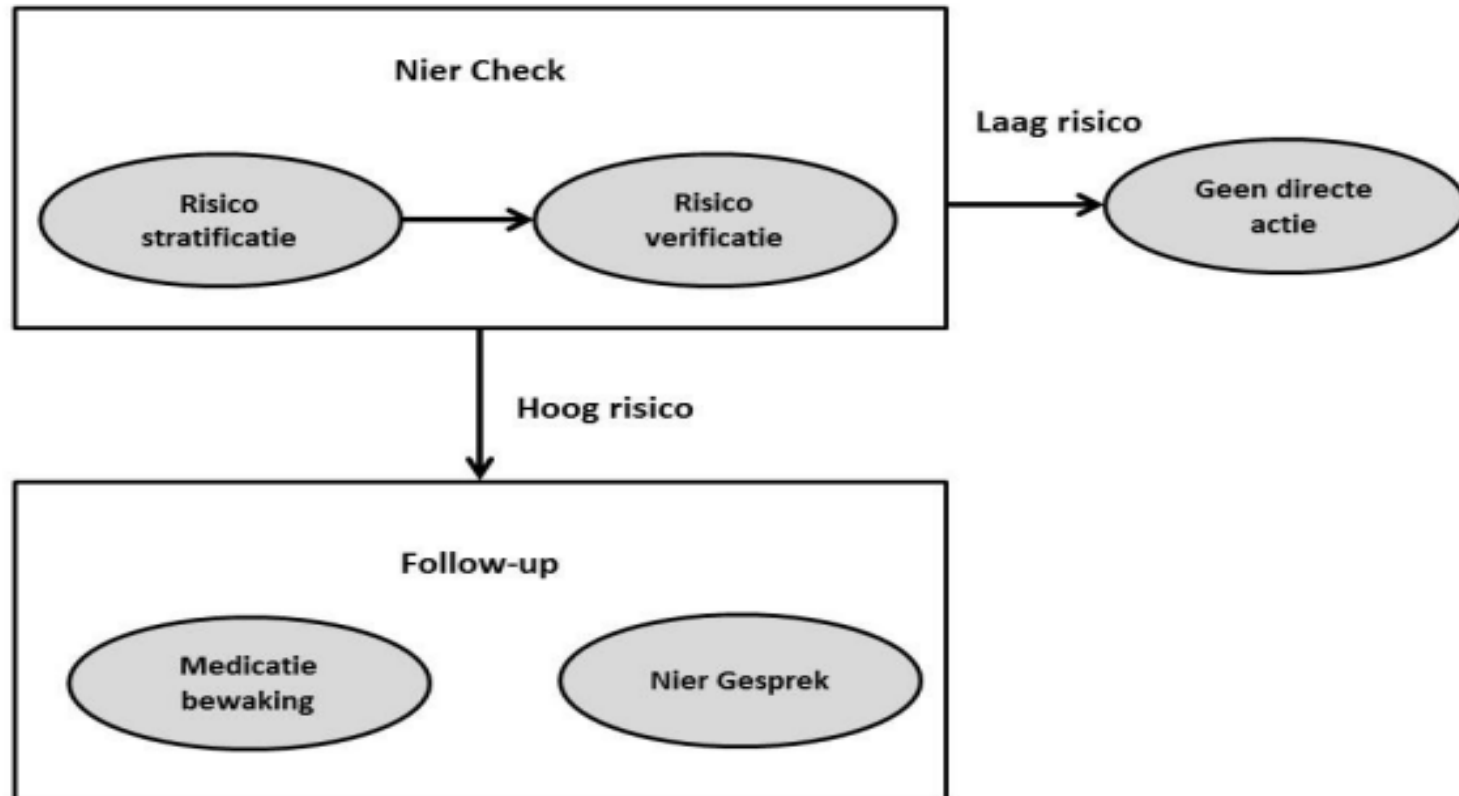 Nier Check
Laag risico
Risico
stratificatie
Risico
verificatie
Geen directe
actie
Hoog risico
Follow-up
Medicatie
bewaking
Nier Gesprek